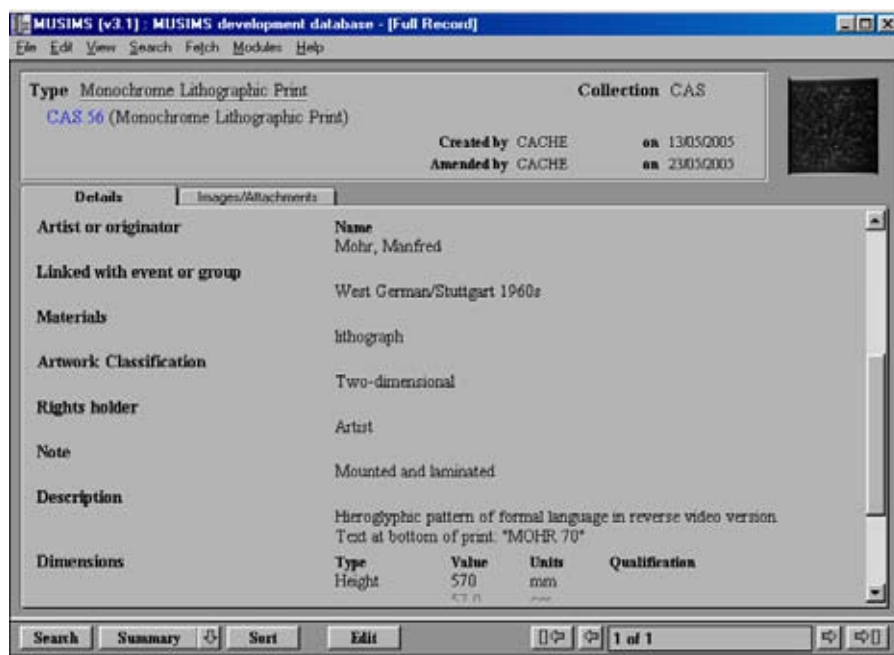 MUSIMS (v3.1) : MUSIMS development database - [Full Record]
File Edit View Search Fetch Modules Help
Type Monochrome Lithographic Print Collection CAS
CAS 56 (Monochrome Lithographic Print)
Created by CACHE on 13/05/2005
Amended by CACHE on 23/05/2005
Details Images/Attachments
Artist or originator Name
Mohr, Manfred
Linked with event or group
West German/Stuttgart 1960s
Materials
lithograph
Artwork Classification
Two-dimensional
Rights holder
Artist
Note
Mounted and laminated
Description
Hieroglyphic pattern of formal language in reverse video version
Text at bottom of print: "MOHR 70"
Dimensions Type Value Units Qualification
Height 570 mm
57.0 cm
Search Summary Sort Edit 1 of 1